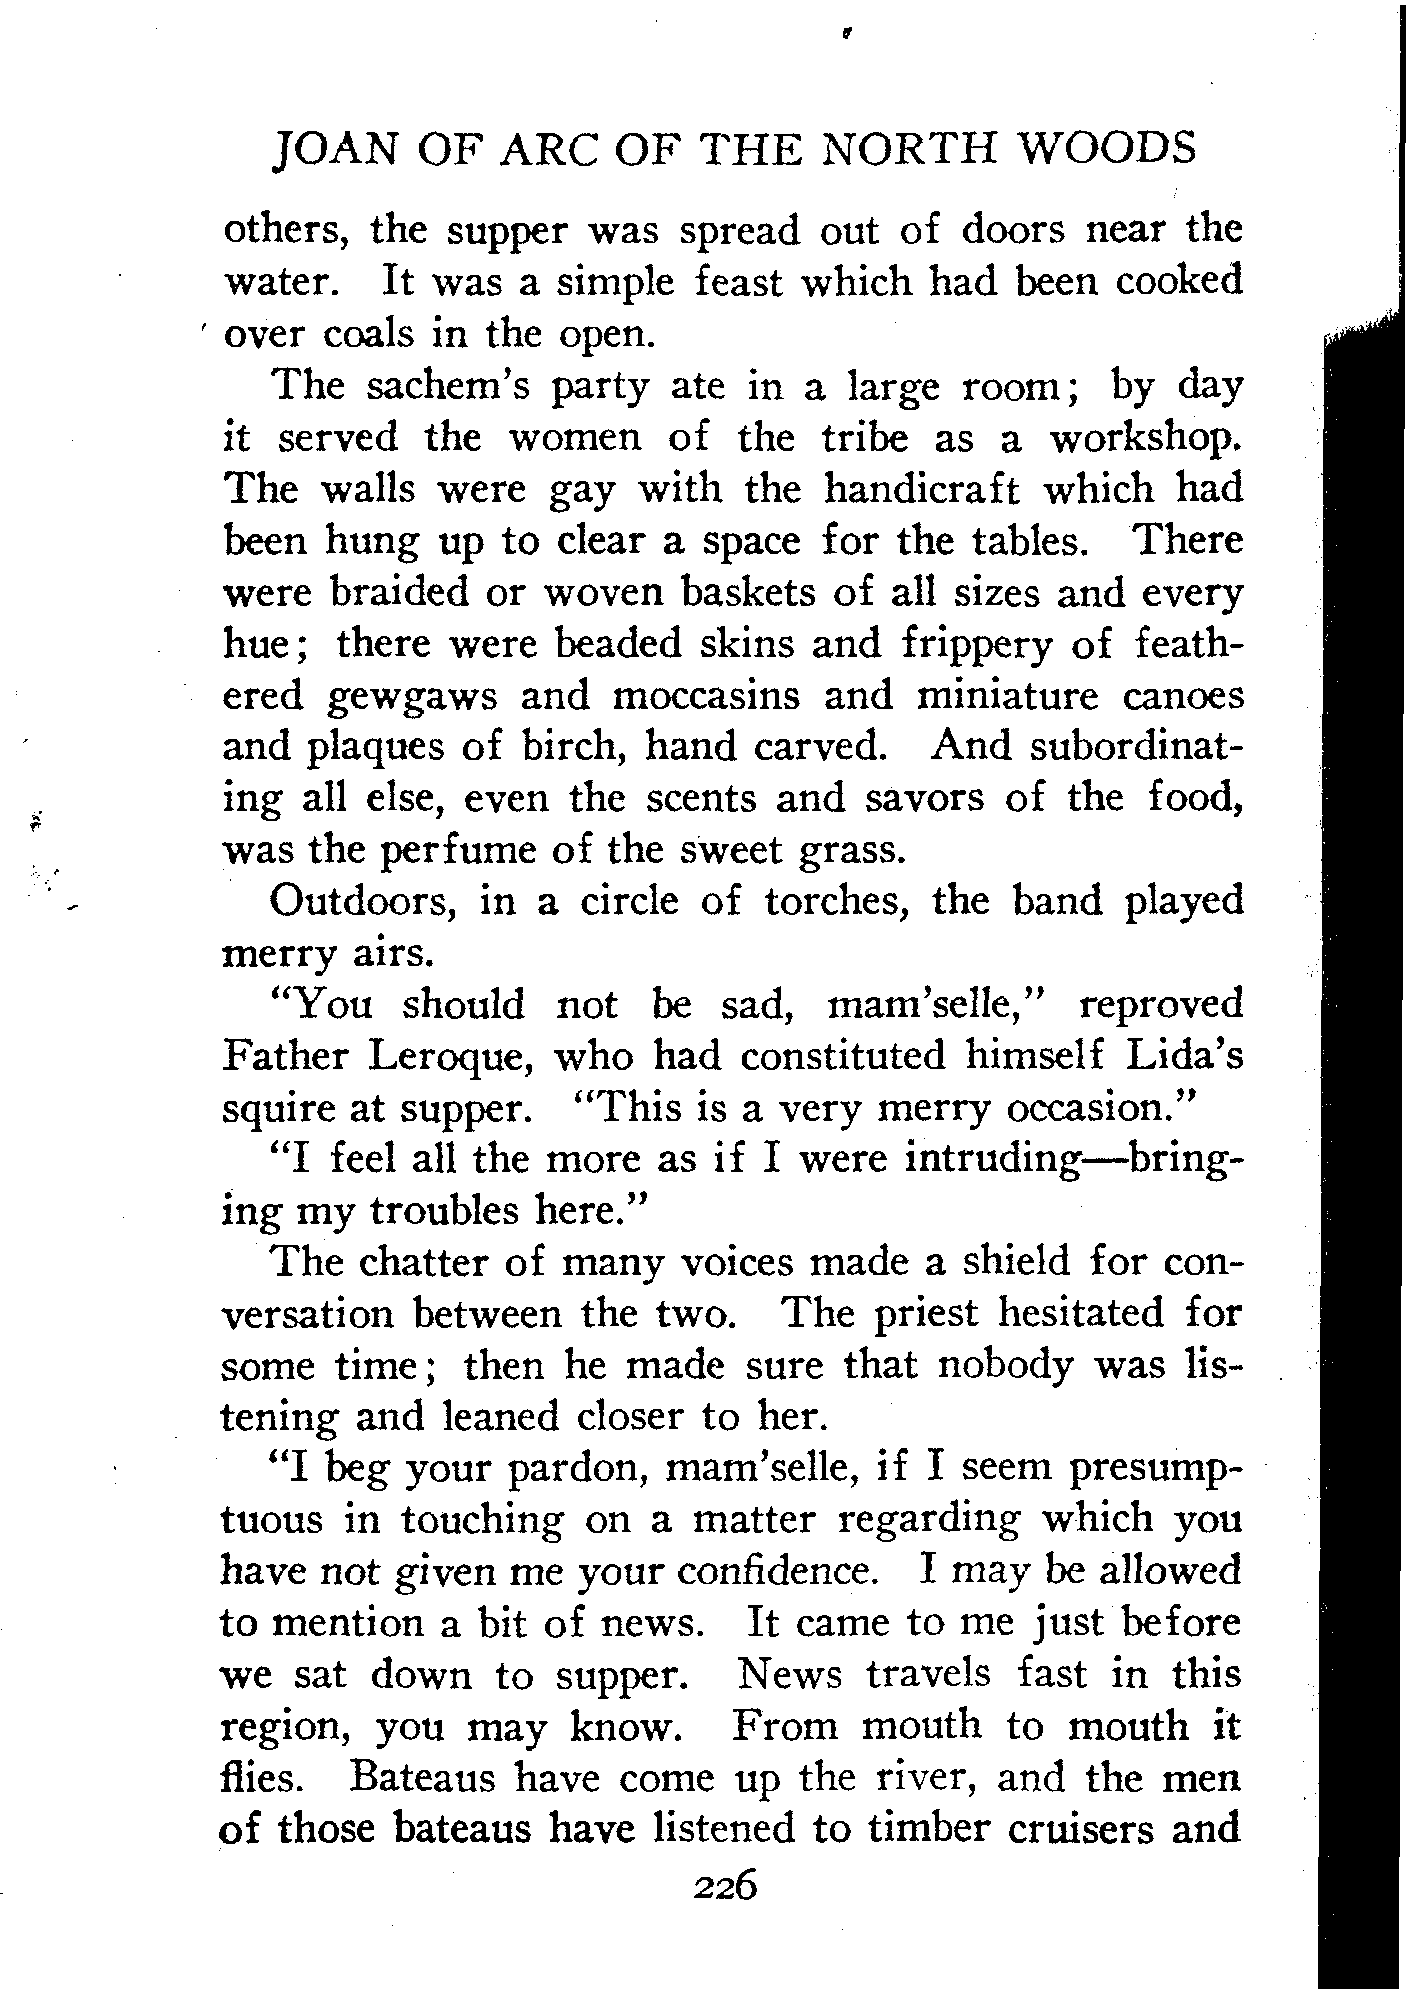 JOAN OF ARC OF THE NORTH WOODS
others, the supper was spread out of doors near the
water. It was a simple feast which had been cooked
over coals in the open.
The sachem's party ate in a large room; by day
it served the women of the tribe as a workshop.
The walls were gay with the handicraft which had
been hung up to clear a space for the tables. There
were braided or woven baskets of all sizes and every
hue; there were beaded skins and frippery of feath-
ered gewgaws and moccasins and miniature canoes
and plaques of birch, hand carved. And subordinat-
ing all else, even the scents and savors of the food,
was the perfume of the sweet grass.
Outdoors, in a circle of torches, the band played
merry airs.
"You should not be sad, mam'selle," reproved
Father Leroque, who had constituted himself Lida's
squire at supper. "This is a very merry occasion."
"I feel all the more as if I were intruding—bring-
ing my troubles here."
The chatter of many voices made a shield for con-
versation between the two. The priest hesitated for
some time; then he made sure that nobody was lis-
tening and leaned closer to her.
"I beg your pardon, mam'selle, if I seem presump-
tuous in touching on a matter regarding which you
have not given me your confidence. I may be allowed
to mention a bit of news. It came to me just before
we sat down to supper. News travels fast in this
region, you may know. From mouth to mouth it
flies. Bateaus have come up the river, and the men
of those bateaus have listened to timber cruisers and
226